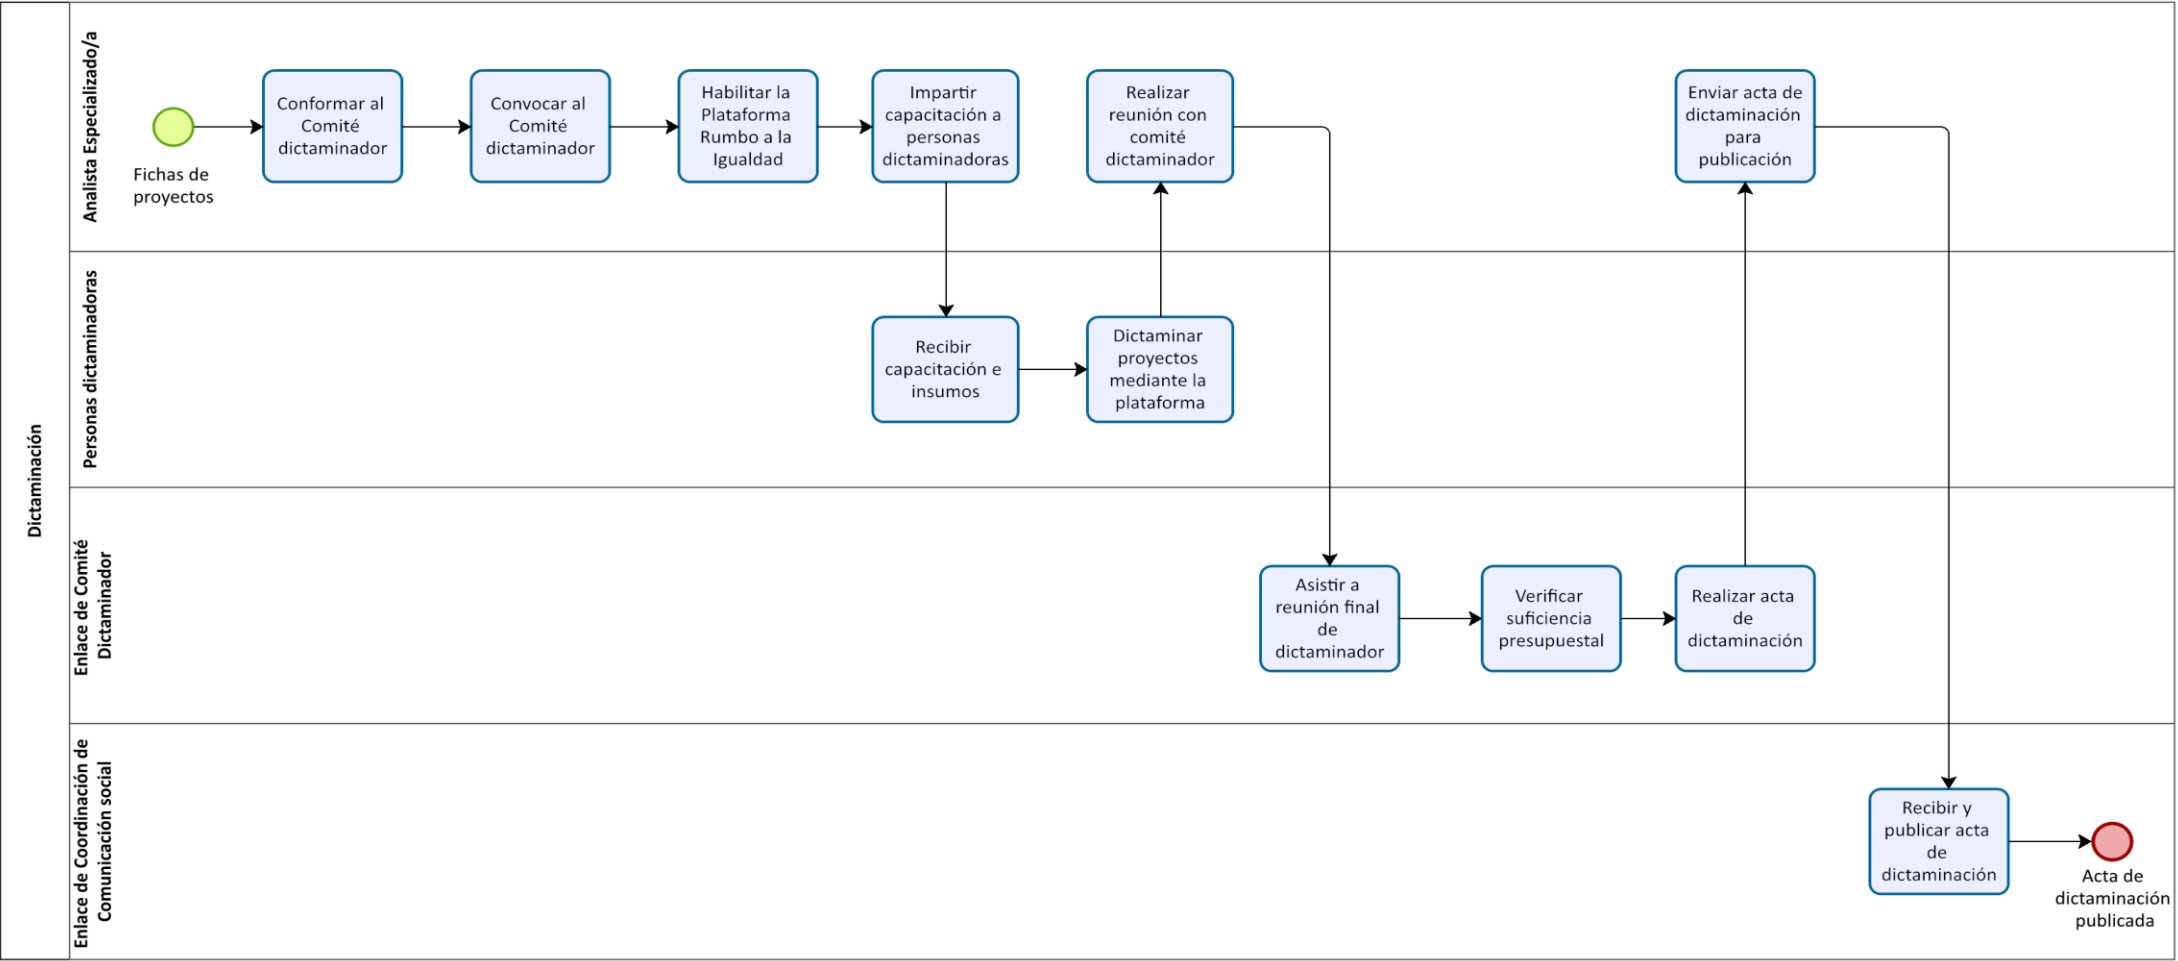 Dictaminación
Analista Especializado/a
Fichas de
proyectos
Conformar al
Comité
dictaminador
Convocar al
Comité
dictaminador
Habilitar la
Plataforma
Rumbo a la
Igualdad
Impartir
capacitación a
personas
dictaminadoras
Realizar
reunión con
comité
dictaminador
Enviar acta de
dictaminación
para
publicación
Personas dictaminadoras
Recibir
capacitación e
insumos
Dictaminar
proyectos
mediante la
plataforma
Enlace de Comité
Dictaminador
Asistir a
reunión final
de
dictaminador
Verificar
suficiencia
presupuestal
Realizar acta
de
dictaminación
Enlace de Coordinación de
Comunicación social
Recibir y
publicar acta
de
dictaminación
Acta de
dictaminación
publicada